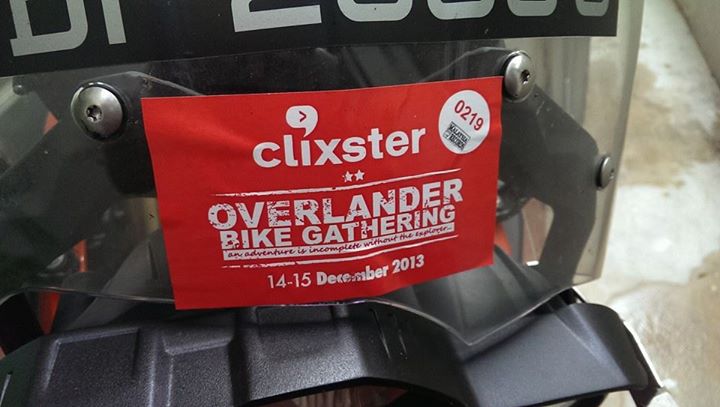 clixster
0219
OVERLANDER
BIKE GATHERING
an adventure is incomplete without the explorer...
14-15 December 2013